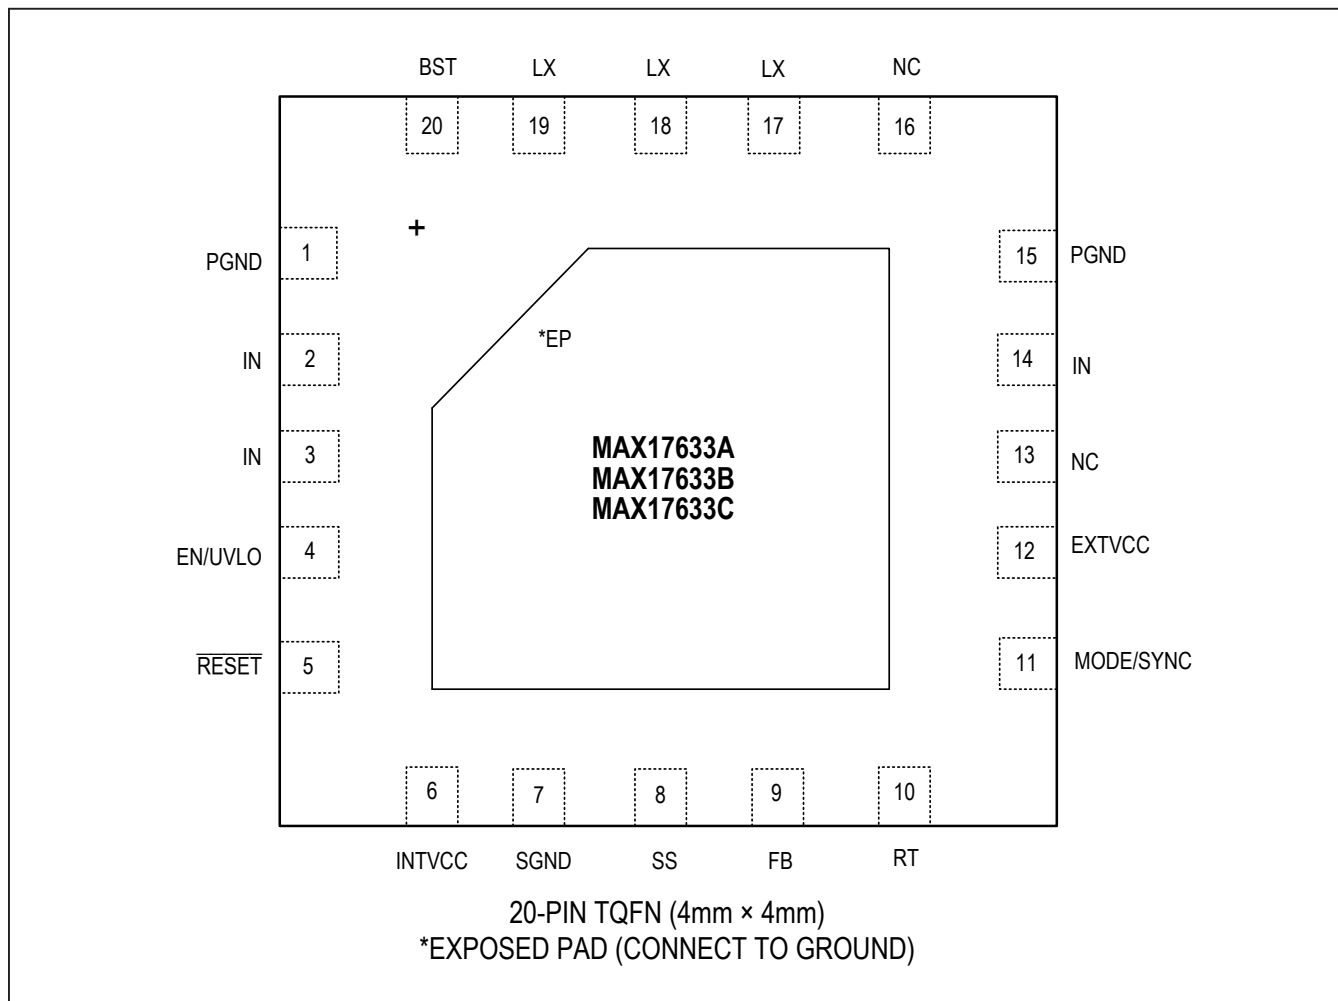 BST LX LX LX NC
20 19 18 17 16
+
PGND 1 15 PGND
IN 2 14 IN
*EP
IN 3 13 NC
MAX17633A
MAX17633B
MAX17633C
EN/UVLO 4 12 EXTVCC
RESET 5 11 MODE/SYNC
6 7 8 9 10
INTVCC SGND SS FB RT
20-PIN TQFN (4mm × 4mm)
*EXPOSED PAD (CONNECT TO GROUND)